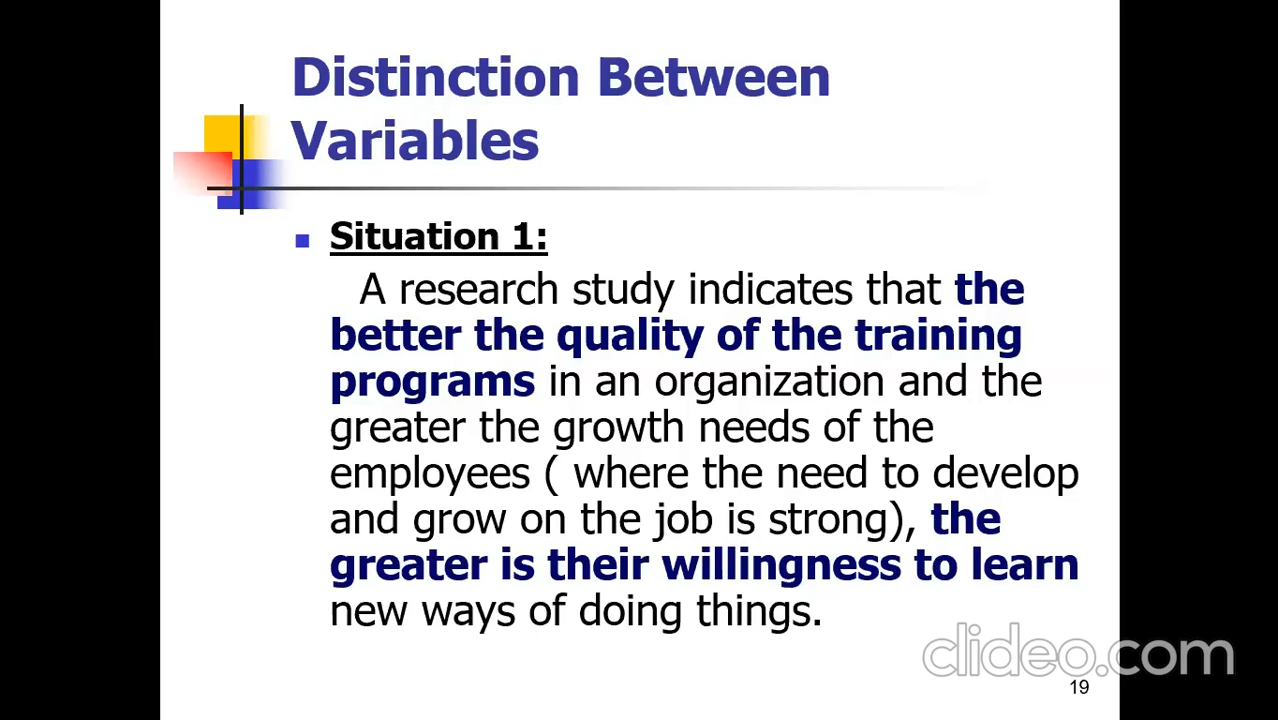 Distinction Between
Variables
Situation 1:
A research study indicates that the
better the quality of the training
programs in an organization and the
greater the growth needs of the
employees ( where the need to develop
and grow on the job is strong), the
greater is their willingness to learn
new ways of doing things.
clideo.com
19